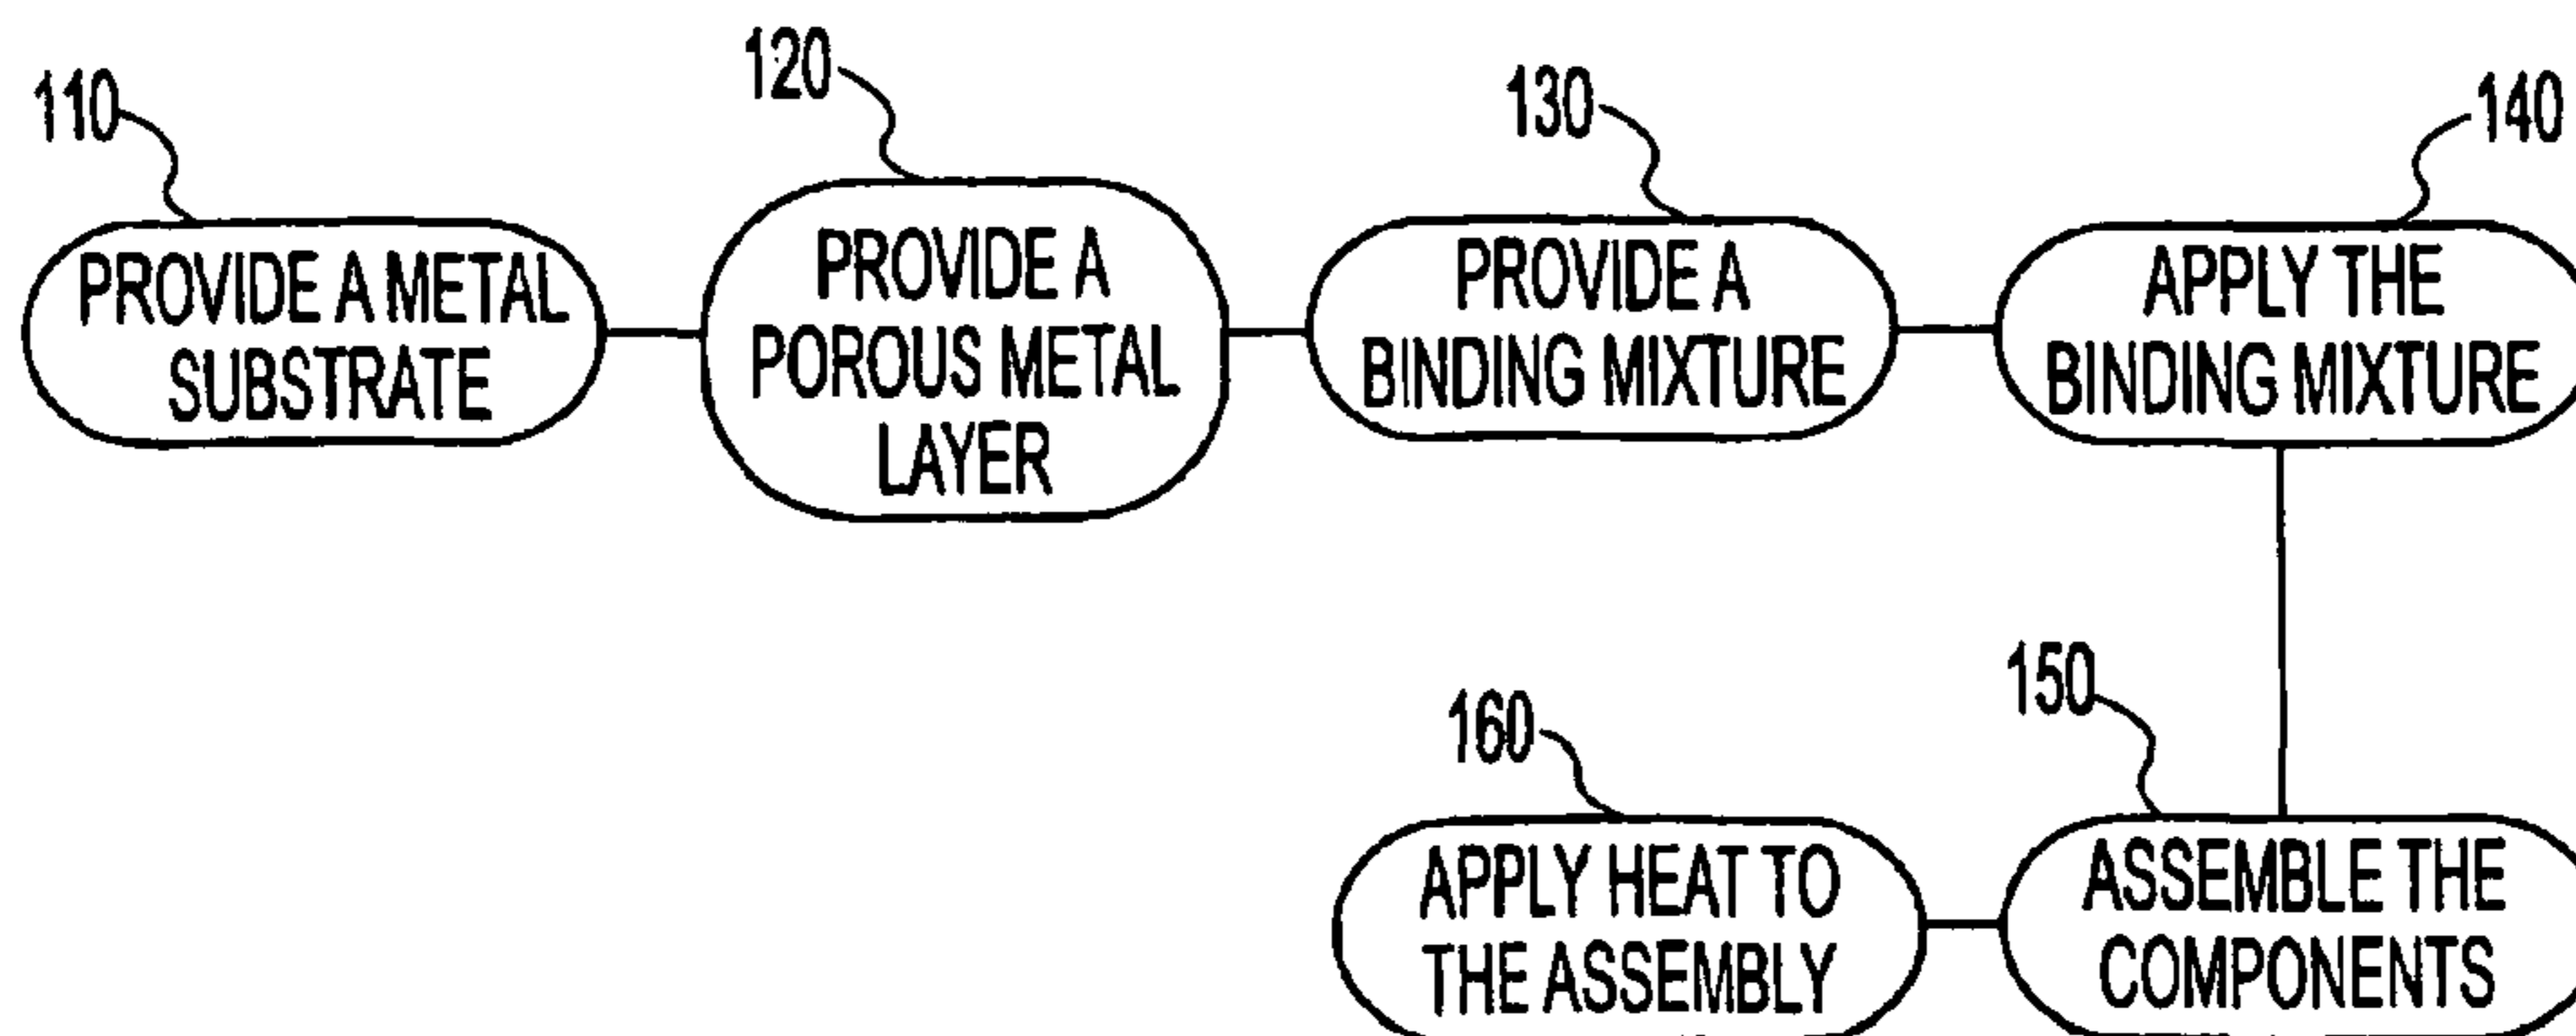 110
PROVIDE A METAL
SUBSTRATE
120
PROVIDE A
POROUS METAL
LAYER
130
PROVIDE A
BINDING MIXTURE
140
APPLY THE
BINDING MIXTURE
150
ASSEMBLE THE
COMPONENTS
160
APPLY HEAT TO
THE ASSEMBLY